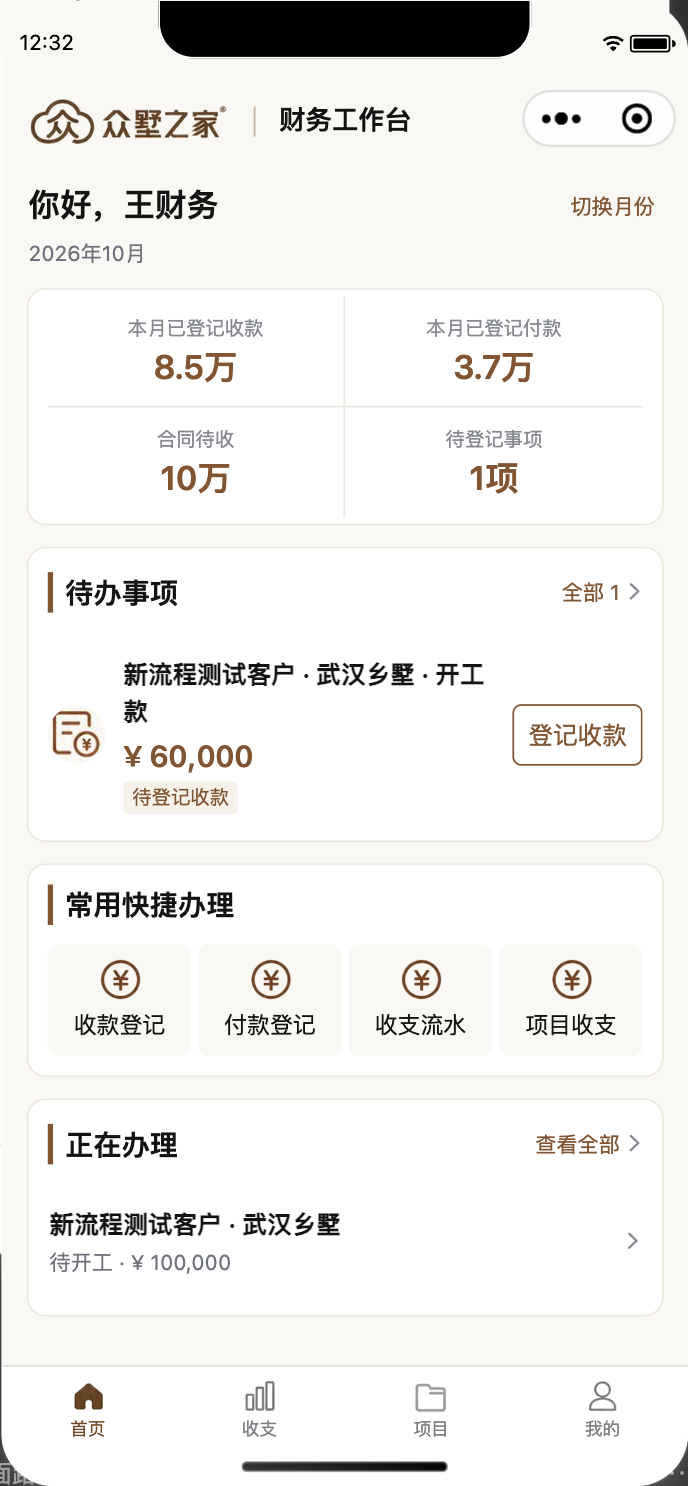 12:32
众墅之家® | 财务工作台
你好，王财务
切换月份
2026年10月
本月已登记收款
本月已登记付款
8.5万
3.7万
合同待收
待登记事项
10万
1项
待办事项
全部 1
新流程测试客户 · 武汉乡墅 · 开工
款
¥ 60,000
待登记收款
登记收款
常用快捷办理
收款登记
付款登记
收支流水
项目收支
正在办理
查看全部
新流程测试客户 · 武汉乡墅
待开工 · ¥ 100,000
首页
收支
项目
我的